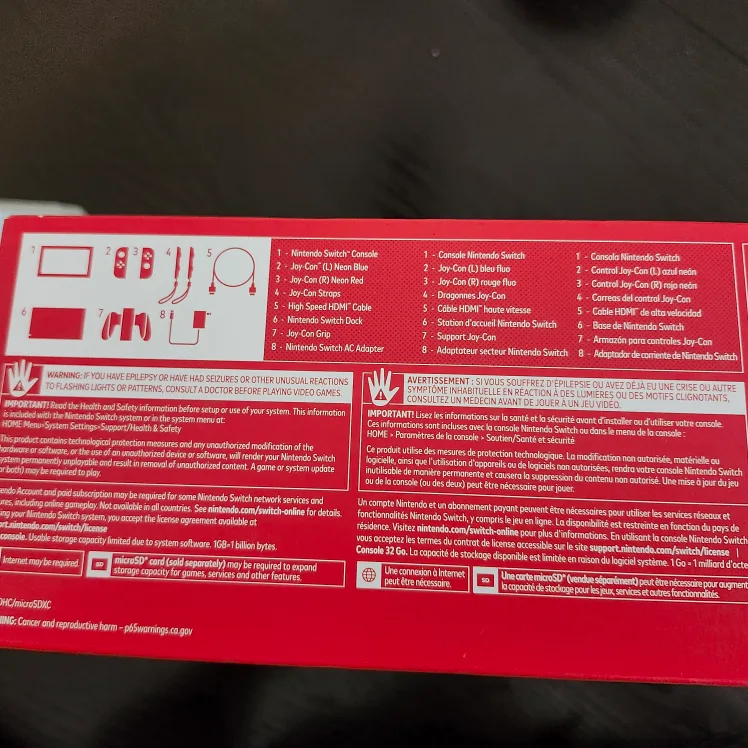 1 2 3 4 5
6 7 8
1 - Nintendo Switch™ Console
2 - Joy-Con™ (L) Neon Blue
3 - Joy-Con (R) Neon Red
4 - Joy-Con Straps
5 - High Speed HDMI™ Cable
6 - Nintendo Switch Dock
7 - Joy-Con Grip
8 - Nintendo Switch AC Adapter
1 - Console Nintendo Switch
2 - Joy-Con (L) bleu fluo
3 - Joy-Con (R) rouge fluo
4 - Dragonnes Joy-Con
5 - Câble HDMI™ haute vitesse
6 - Station d'accueil Nintendo Switch
7 - Support Joy-Con
8 - Adaptateur secteur Nintendo Switch
1 - Consola Nintendo Switch
2 - Control Joy-Con (L) azul neón
3 - Control Joy-Con (R) rojo neón
4 - Correas del control Joy-Con
5 - Cable HDMI™ de alta velocidad
6 - Base de Nintendo Switch
7 - Armazón para controles Joy-Con
8 - Adaptador de corriente de Nintendo Switch
WARNING: IF YOU HAVE EPILEPSY OR HAVE HAD SEIZURES OR OTHER UNUSUAL REACTIONS
TO FLASHING LIGHTS OR PATTERNS, CONSULT A DOCTOR BEFORE PLAYING VIDEO GAMES.
IMPORTANT! Read the Health and Safety information before setup or use of your system. This information
is included with the Nintendo Switch system or in the system menu at:
HOME Menu>System Settings>Support/Health & Safety
This product contains technological protection measures and any unauthorized modification of the
hardware or software, or the use of an unauthorized device or software, will render your Nintendo Switch
system permanently unplayable and result in removal of unauthorized content. A game or system update
(or both) may be required to play.
Account and paid subscription may be required for some Nintendo Switch network services and
including online gameplay. Not available in all countries. See nintendo.com/switch-online for details.
your Nintendo Switch system, you accept the license agreement available at
.nintendo.com/switch/license
console. Usable storage capacity limited due to system software. 1GB=1 billion bytes.
Internet may be required.
microSD® card (sold separately) may be required to expand
storage capacity for games, services and other features.
/microSDXC
Cancer and reproductive harm – p65warnings.ca.gov
AVERTISSEMENT : SI VOUS SOUFFREZ D'ÉPILEPSIE OU AVEZ DÉJÀ EU UNE CRISE OU AUTRE
SYMPTÔME INHABITUELLE EN RÉACTION À DES LUMIÈRES OU DES MOTIFS CLIGNOTANTS,
CONSULTEZ UN MÉDECIN AVANT DE JOUER À UN JEU VIDÉO.
IMPORTANT! Lisez les informations sur la santé et la sécurité avant d'installer ou d'utiliser votre console.
Ces informations sont incluses avec la console Nintendo Switch ou dans le menu de la console :
HOME > Paramètres de la console > Soutien/Santé et sécurité
Ce produit utilise des mesures de protection technologique. La modification non autorisée, matérielle ou
logicielle, ainsi que l'utilisation d'appareils ou de logiciels non autorisées, rendra votre console Nintendo Switch
inutilisable de manière permanente et causera la suppression du contenu non autorisé. Une mise à jour du jeu
ou de la console (ou des deux) peut être nécessaire pour jouer.
Un compte Nintendo et un abonnement payant peuvent être nécessaires pour utiliser les services réseaux et
fonctionnalités Nintendo Switch, y compris le jeu en ligne. La disponibilité est restreinte en fonction du pays de
résidence. Visitez nintendo.com/switch-online pour plus d'informations. En utilisant la console Nintendo Switch
vous acceptez les termes du contrat de license accessible sur le site support.nintendo.com/switch/license |
Console 32 Go. La capacité de stockage disponible est limitée en raison du logiciel système. 1 Go = 1 milliard
Une connexion à Internet
peut être nécessaire.
Une carte microSD® (vendue séparément) peut être nécessaire pour
la capacité de stockage pour les jeux, services et autres fonctionnalités.